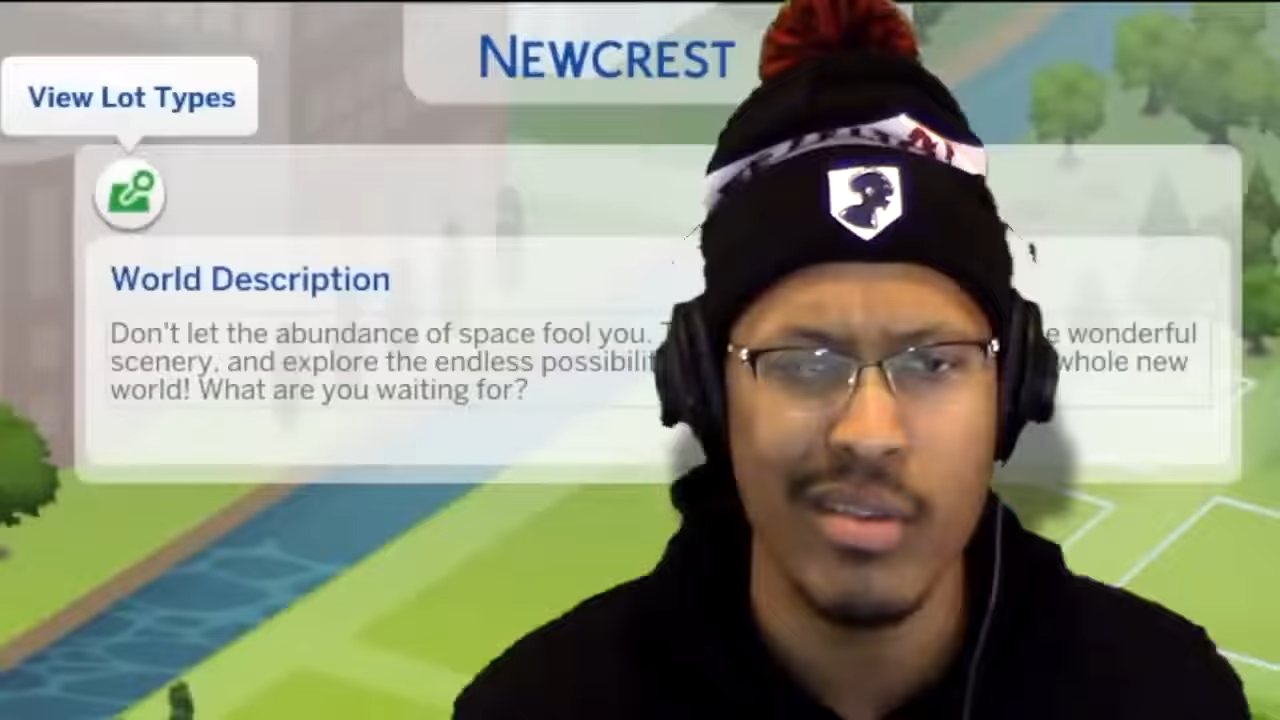 NEWCREST
View Lot Types
World Description
Don't let the abundance of space fool you. e wonderful
scenery, and explore the endless whole new
world! What are you waiting for?